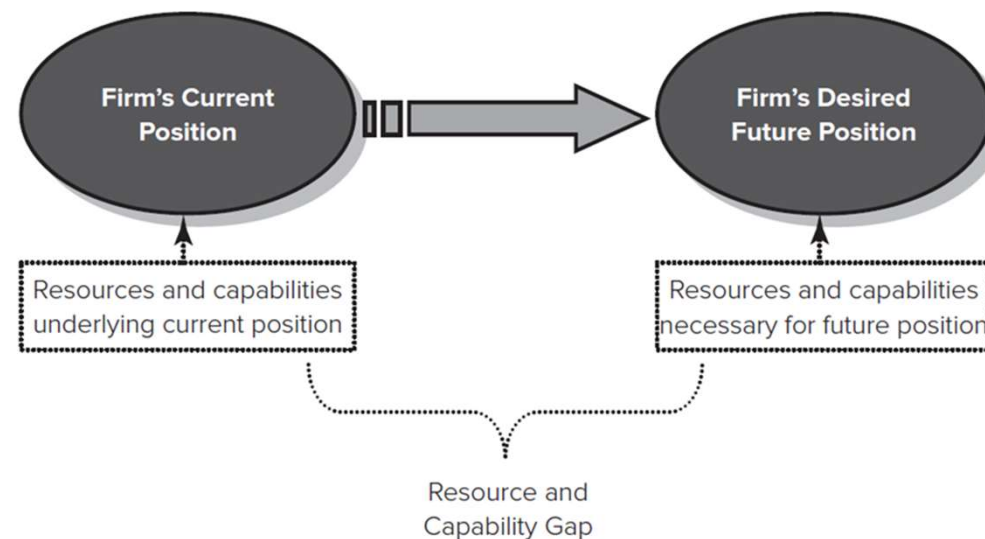 Firm's Current
Position
Firm's Desired
Future Position
Resources and capabilities
underlying current position
Resources and capabilities
necessary for future position
Resource and
Capability Gap